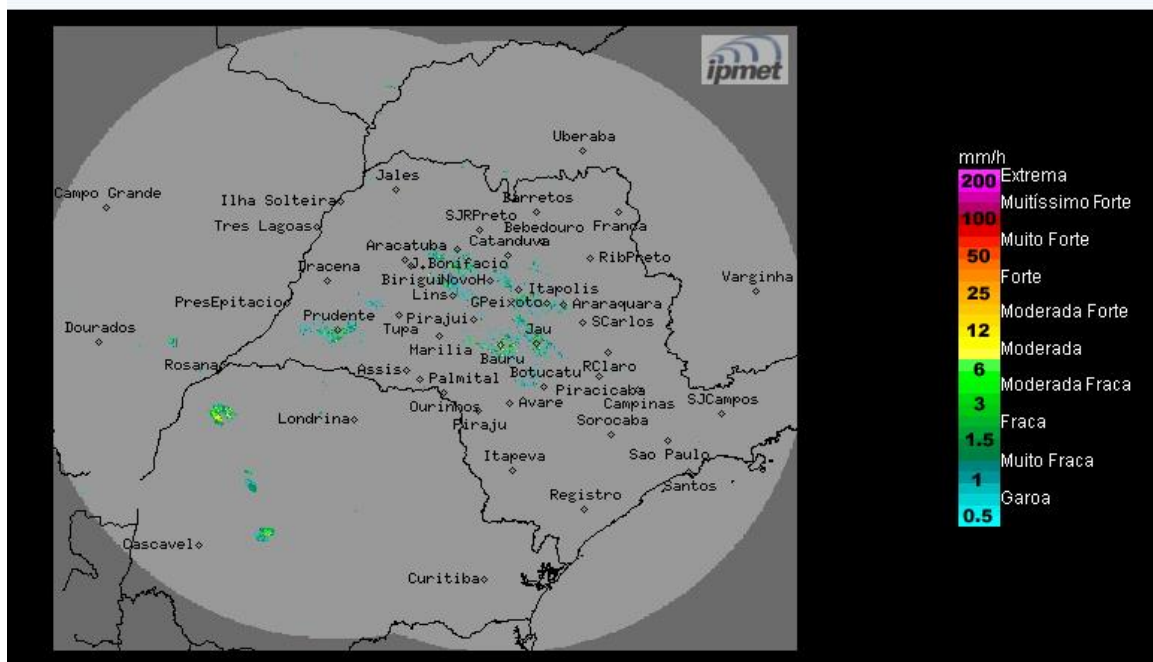 ipmet
Uberaba
Jales
Campo Grande
Ilha Solteira
Barretos
SJRPreto
Franca
Tres Lagoas
Bebedouro
Catanduva
Aracatuba
RibPreto
Dracena
J.Bonifacio
Varginha
Birigui
NovoH
Itapolis
Lins
PresEpitacio
GPeixoto
Araraquara
Prudente
Pirajui
SCarlos
Dourados
Tupa
Jau
Marilia
Bauru
Rosana
Assis
RClaro
Botucatu
Palmital
Piracicaba
Ourinhos
Avare
Campinas
SJCampos
Londrina
Piraju
Sorocaba
Itapeva
Sao Paulo
Registro
Santos
Cascavel
Curitiba
mm/h
200 Extrema
Muitíssimo Forte
100
Muito Forte
50
Forte
25
Moderada Forte
12
Moderada
6
Moderada Fraca
3
Fraca
1.5
Muito Fraca
1
Garoa
0.5